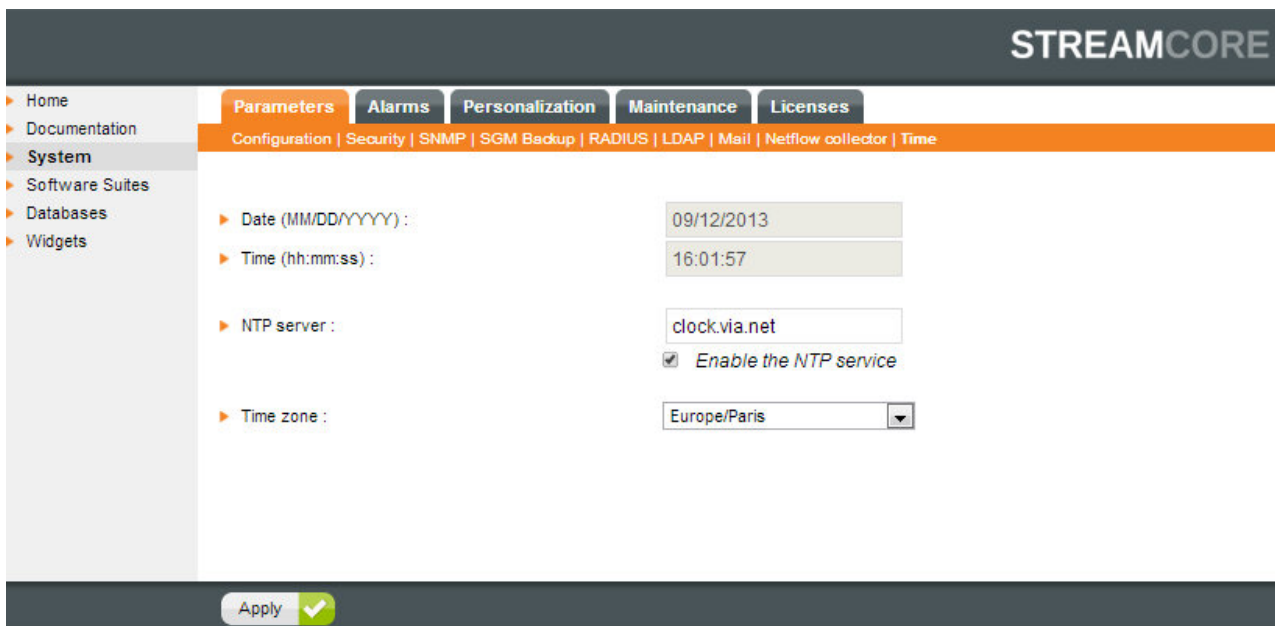 STREAMCORE
Home
Documentation
System
Software Suites
Databases
Widgets
Parameters Alarms Personalization Maintenance Licenses
Configuration | Security | SNMP | SGM Backup | RADIUS | LDAP | Mail | Netflow collector | Time
Date (MM/DD/YYYY) : 09/12/2013
Time (hh:mm:ss) : 16:01:57
NTP server : clock.via.net
Enable the NTP service
Time zone : Europe/Paris
Apply